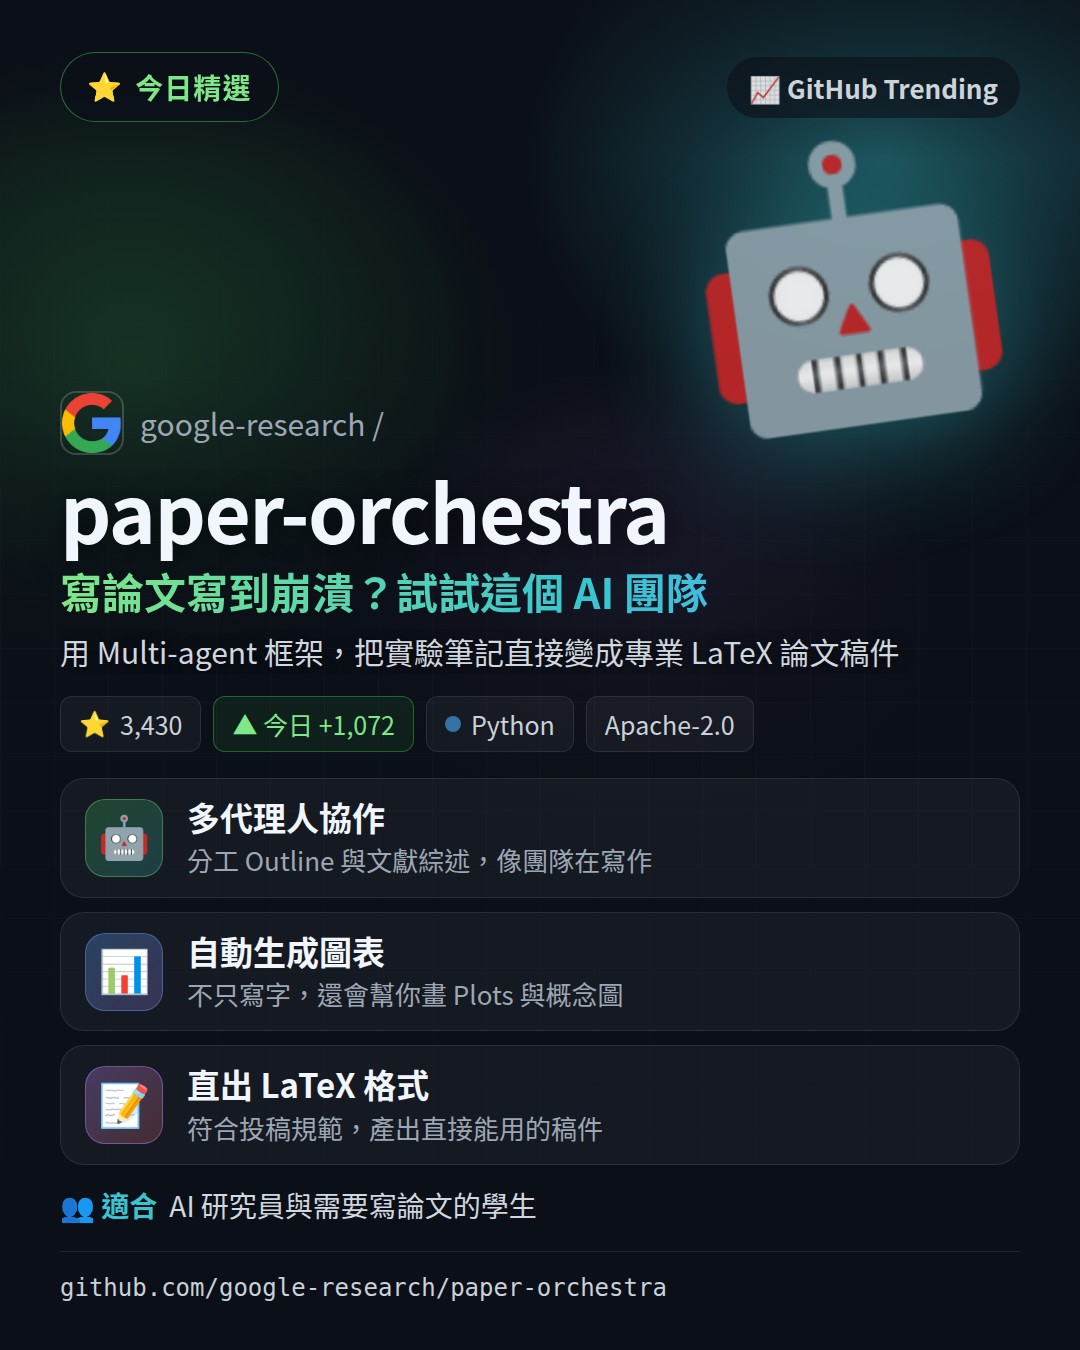 今日精選
GitHub Trending
google-research /
paper-orchestra
寫論文寫到崩潰？試試這個 AI 團隊
用 Multi-agent 框架，把實驗筆記直接變成專業 LaTeX 論文稿件
3,430
▲ 今日 +1,072
Python
Apache-2.0
多代理人協作
分工 Outline 與文獻綜述，像團隊在寫作
自動生成圖表
不只寫字，還會幫你畫 Plots 與概念圖
直出 LaTeX 格式
符合投稿規範，產出直接能用的稿件
適合 AI 研究員與需要寫論文的學生
github.com/google-research/paper-orchestra